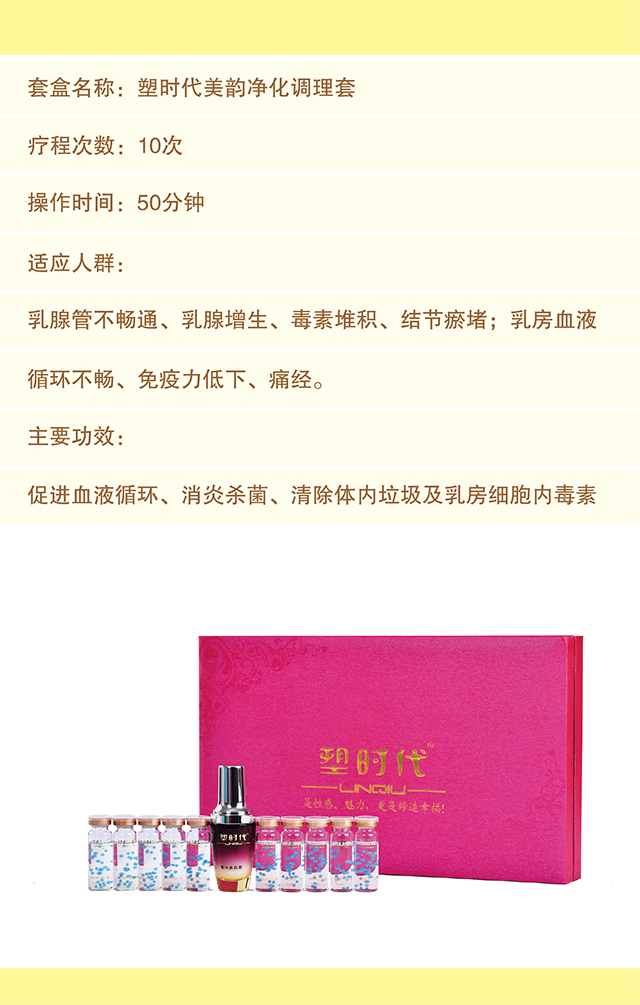 套盒名称：塑时代美韵净化调理套
疗程次数：10次
操作时间：50分钟
适应人群：
乳腺管不畅通、乳腺增生、毒素堆积、结节瘀堵；乳房血液
循环不畅、免疫力低下、痛经。
主要功效：
促进血液循环、消炎杀菌、清除体内垃圾及乳房细胞内毒素
塑时代™
LINQIU
是性感、魅力，更是缔造幸福！
塑时代
LINQIU